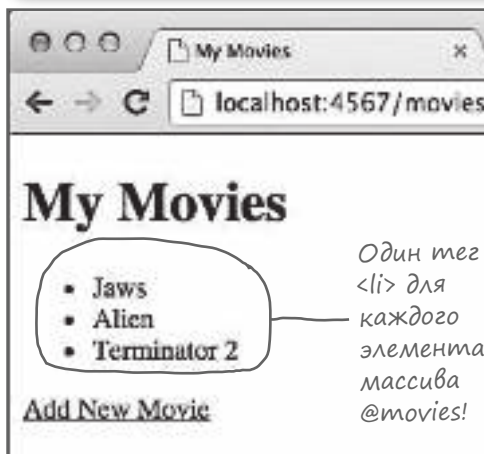 My Movies ×
localhost:4567/movies
My Movies
• Jaws
• Alien
• Terminator 2
Add New Movie
Один тег
<li> для
каждого
элемента
массива
@movies!